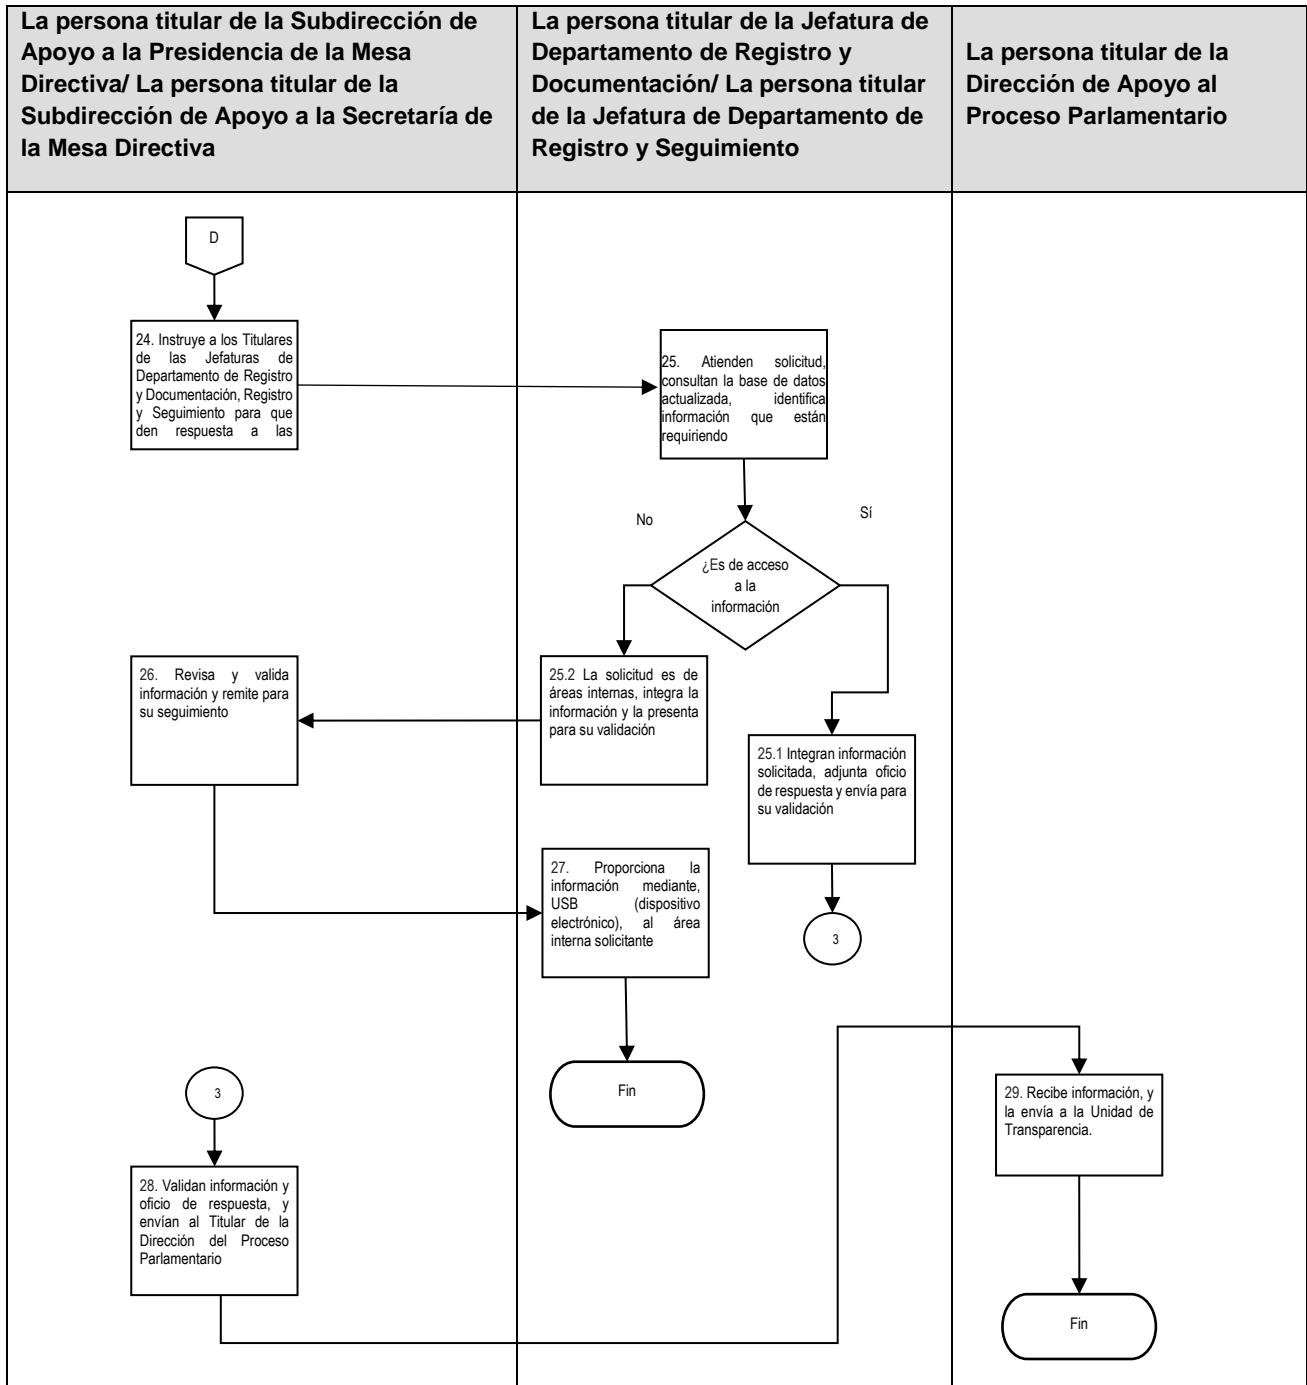 La persona titular de la Subdirección de
Apoyo a la Presidencia de la Mesa
Directiva/ La persona titular de la
Subdirección de Apoyo a la Secretaría de
la Mesa Directiva
La persona titular de la Jefatura de
Departamento de Registro y
Documentación/ La persona titular
de la Jefatura de Departamento de
Registro y Seguimiento
La persona titular de la
Dirección de Apoyo al
Proceso Parlamentario
D
24. Instruye a los Titulares
de las Jefaturas de
Departamento de Registro
y Documentación, Registro
y Seguimiento para que
den respuesta a las
25. Atienden solicitud,
consultan la base de datos
actualizada, identifica
información que están
requiriendo
No
Sí
¿Es de acceso
a la
información
26. Revisa y valida
información y remite para
su seguimiento
25.2 La solicitud es de
áreas internas, integra la
información y la presenta
para su validación
25.1 Integran información
solicitada, adjunta oficio
de respuesta y envía para
su validación
27. Proporciona la
información mediante,
USB (dispositivo
electrónico), al área
interna solicitante
3
Fin
3
28. Validan información y
oficio de respuesta, y
envían al Titular de la
Dirección del Proceso
Parlamentario
29. Recibe información, y
la envía a la Unidad de
Transparencia.
Fin